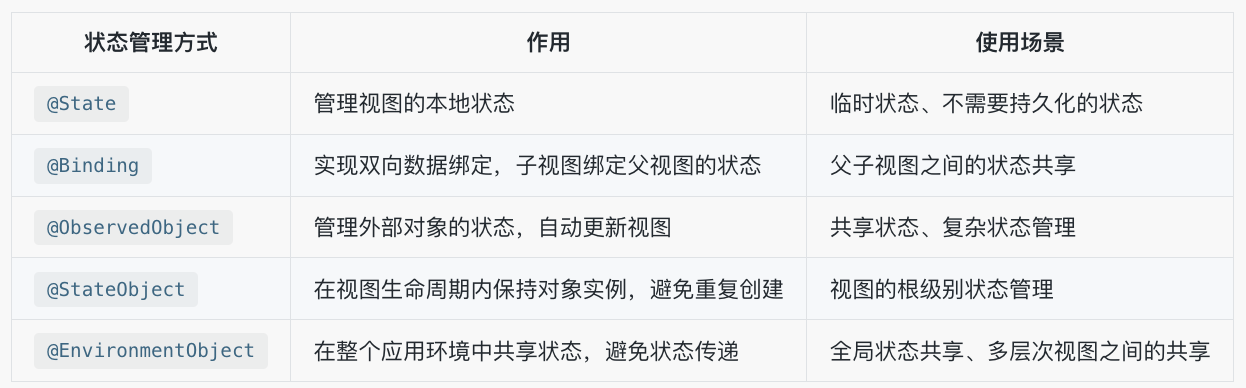 状态管理方式 作用 使用场景
@State 管理视图的本地状态 临时状态、不需要持久化的状态
@Binding 实现双向数据绑定，子视图绑定父视图的状态 父子视图之间的状态共享
@ObservedObject 管理外部对象的状态，自动更新视图 共享状态、复杂状态管理
@StateObject 在视图生命周期内保持对象实例，避免重复创建 视图的根级别状态管理
@EnvironmentObject 在整个应用环境中共享状态，避免状态传递 全局状态共享、多层次视图之间的共享